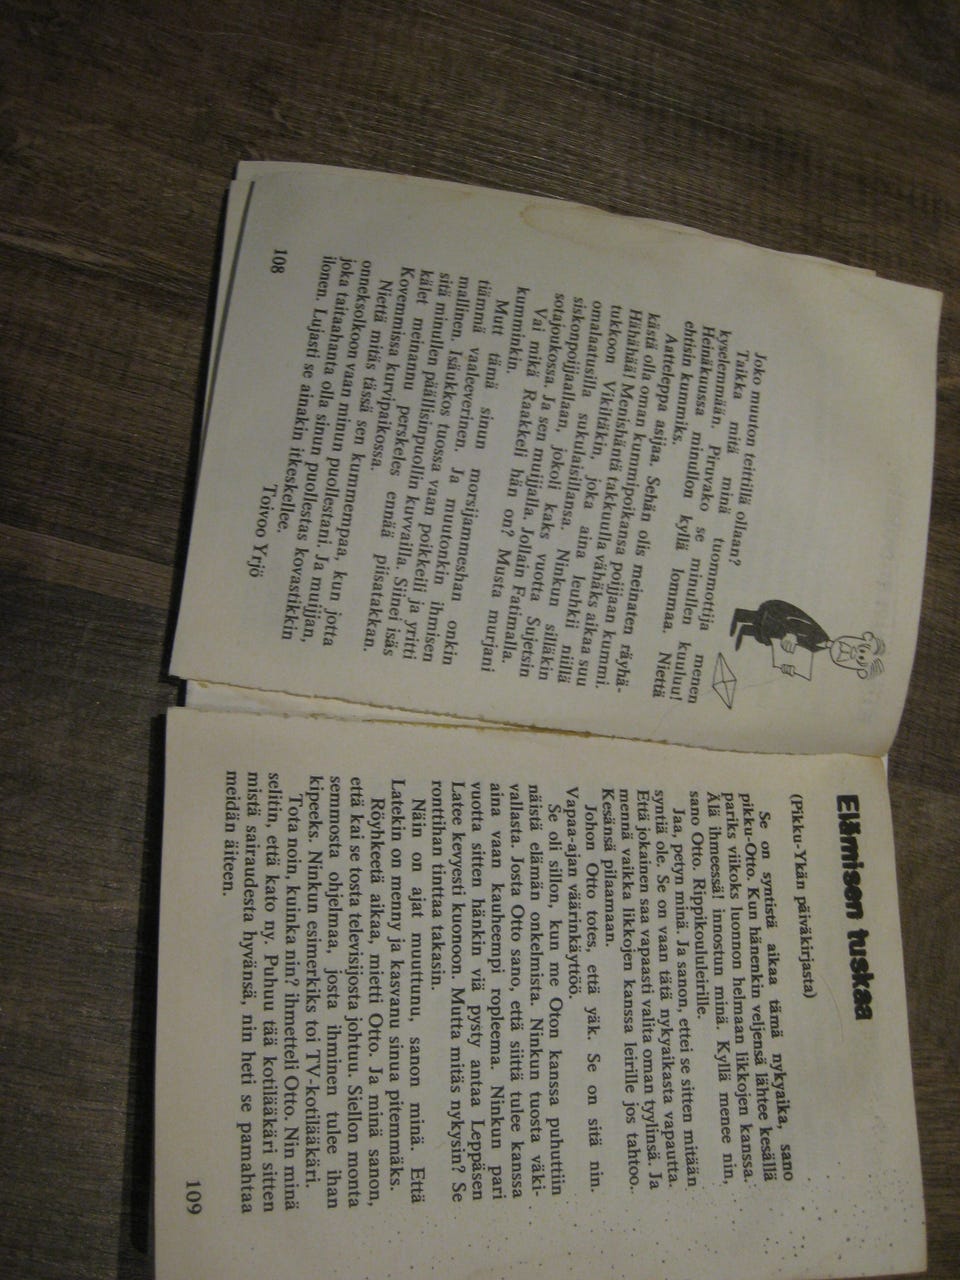 Joko muuton teittillä ollaan?
Taikka mitä minä tuommottija
kyselemmään. Piruvako se minullen kuuluu!
Heinäkuussa minullon kyllä lommaa. Niettä menen
ehtisin kummiks.
Aatteleppa asijaa. Sehän olis meinaten räyhä-
kästä olla oman kummipoikansa poijjaan kummi.
Hähähää! Menishäntä takkuulla vähäks aikaa suu
tukkoon Vikiltäkin, joka aina leuhkii niillä
omalaatusilla sukulaisillansa. Ninkun silläkin
siskonpoijjaallaan, jokoli kaks vuotta Sujetsin
sotajoukossa. Ja sen muijjalla. Jollain Fatimalla.
Vai mikä Raakkeli hän on? Musta murjani
kumminkin.
Mutt tämä sinun morsijammeshan onkin
tiämmä vaaleeverinen. Ja muutonkin ihmisen
mallinen. Isäukkos tuossa vaan poikkeili ja yritti
sitä minullen päällisinpuollin kuvvailla. Siinei isäs
kälet meinannu perskeles ennää piisatakkan.
Kovemmissa kurvipaikossa.
Niettä mitäs tässä sen kummempaa, kun jotta
onneksolkoon vaan minun puollestani. Ja muijjan,
joka taitaahanta olla sinun puollestas kovastikkin
ilonen. Lujasti se ainakin itkeskellee.
Toivoo Yrjö
108
Elämisen tuskaa
(Pikku-Ykän päiväkirjasta)
Se on syntistä aikaa tämä nykyaika, sano
pikku-Otto. Kun hänenkin veljensä lähtee kesällä
pariks viikoks luonnon helmaan likkojen kanssa.
Älä ihmeessä! innostun minä. Kyllä menee nin,
sano Otto. Rippikoululeirille.
Jaa, petyn minä. Ja sanon, ettei se sitten mitään
syntiä ole. Se on vaan tätä nykyaikasta vapautta.
Että jokainen saa vapaasti valita oman tyylinsä. Ja
mennä vaikka likkojen kanssa leirille jos tahtoo.
Kesänsä pilaamaan.
Johon Otto totes, että yäk. Se on sitä nin.
Vapaa-ajan väärinkäyttöö.
Se oli sillon, kun me Oton kanssa puhuttiin
näistä elämän onkelmista. Ninkun tuosta väki-
vallasta. Josta Otto sano, että siittä tulee kanssa
aina vaan kauheempi ropleema. Ninkun pari
vuotta sitten hänkin viä pysty antaa Leppäsen
Latee kevyesti kuonoon. Mutta mitäs nykysin? Se
ronttihan tinttaa takasin.
Näin on ajat muuttunu, sanon minä. Että
Latekin on menny ja kasvanu sinua pitemmäks.
Röyhkeetä aikaa, mietti Otto. Ja minä sanon,
että kai se tosta televisijosta johtuu. Siellon monta
semmosta ohjelmaa, josta ihminen tulee ihan
kipeeks. Ninkun esimerkiks toi TV-kotilääkäri.
Tota noin, kuinka nin? ihmetteli Otto. Nin minä
selitin, että kato ny. Puhuu tää kotilääkäri sitten
mistä sairaudesta hyvänsä, nin heti se pamahtaa
meidän äiteen.
109